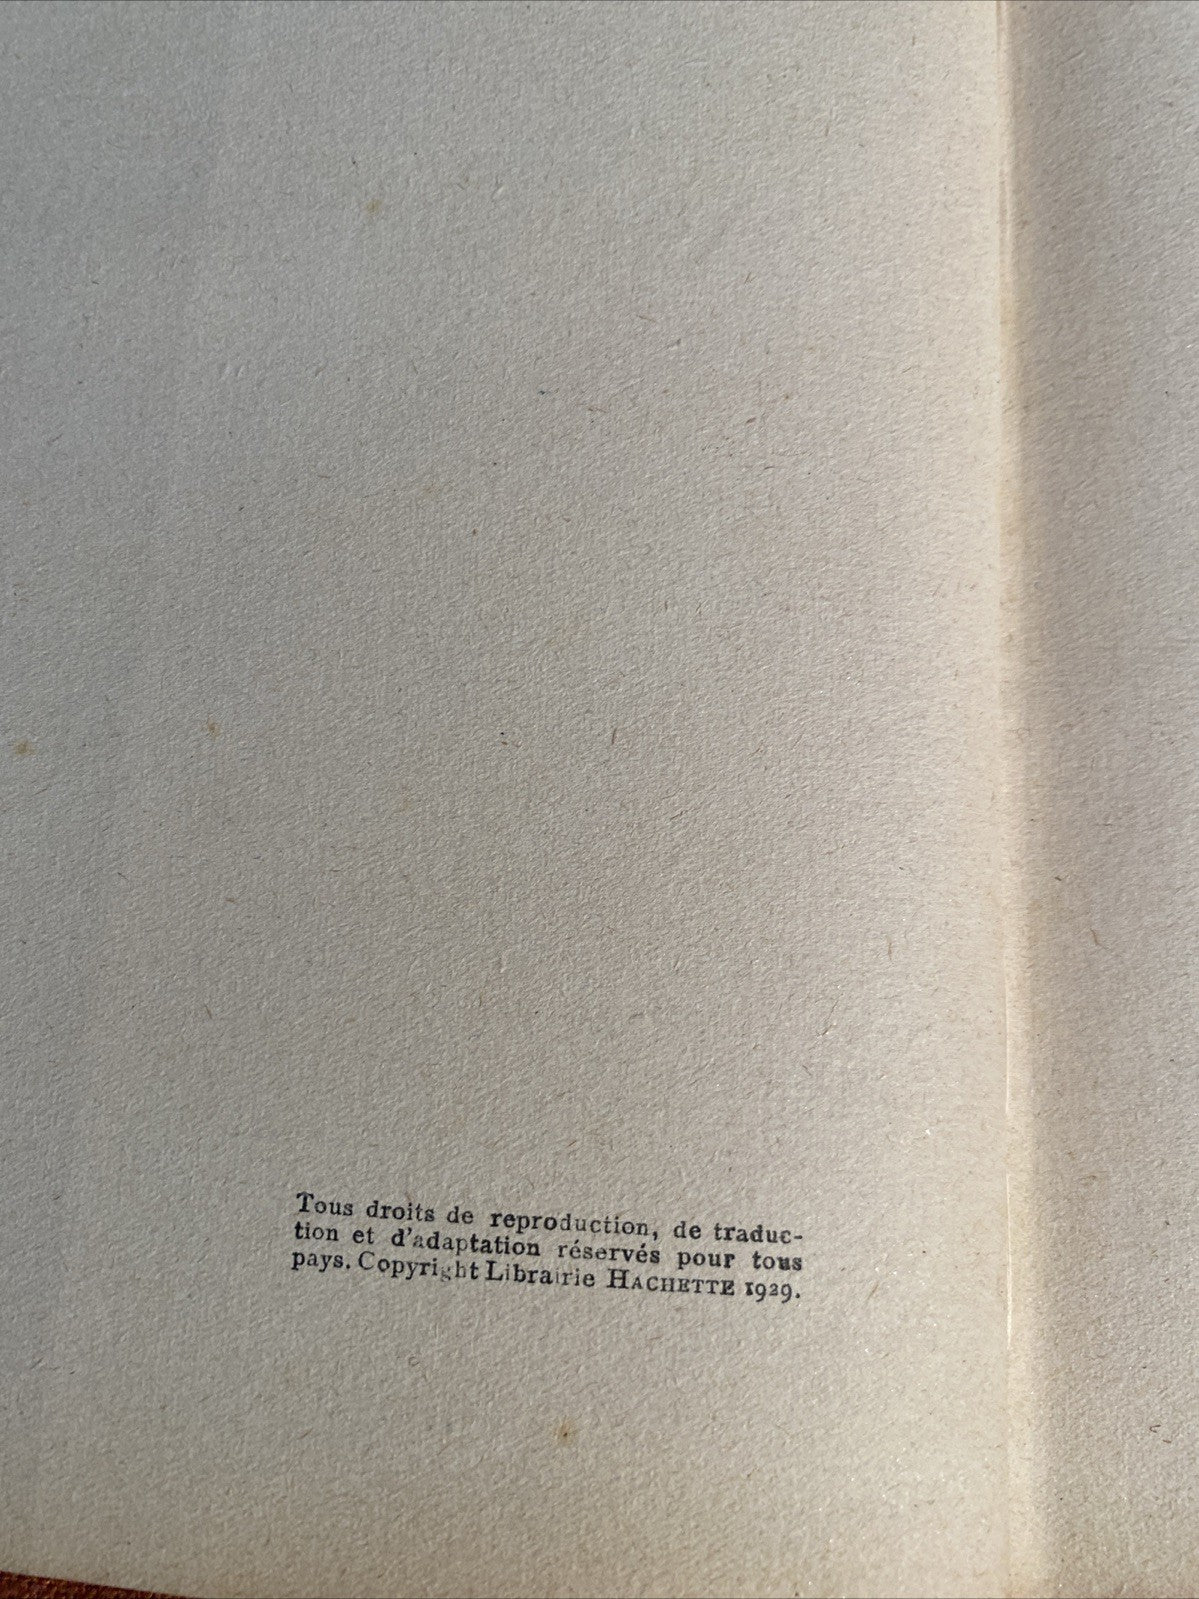 Tous droits de reproduction, de traduc-
tion et d'adaptation réservés pour tous
pays. Copyright Librairie HACHETTE 1929.